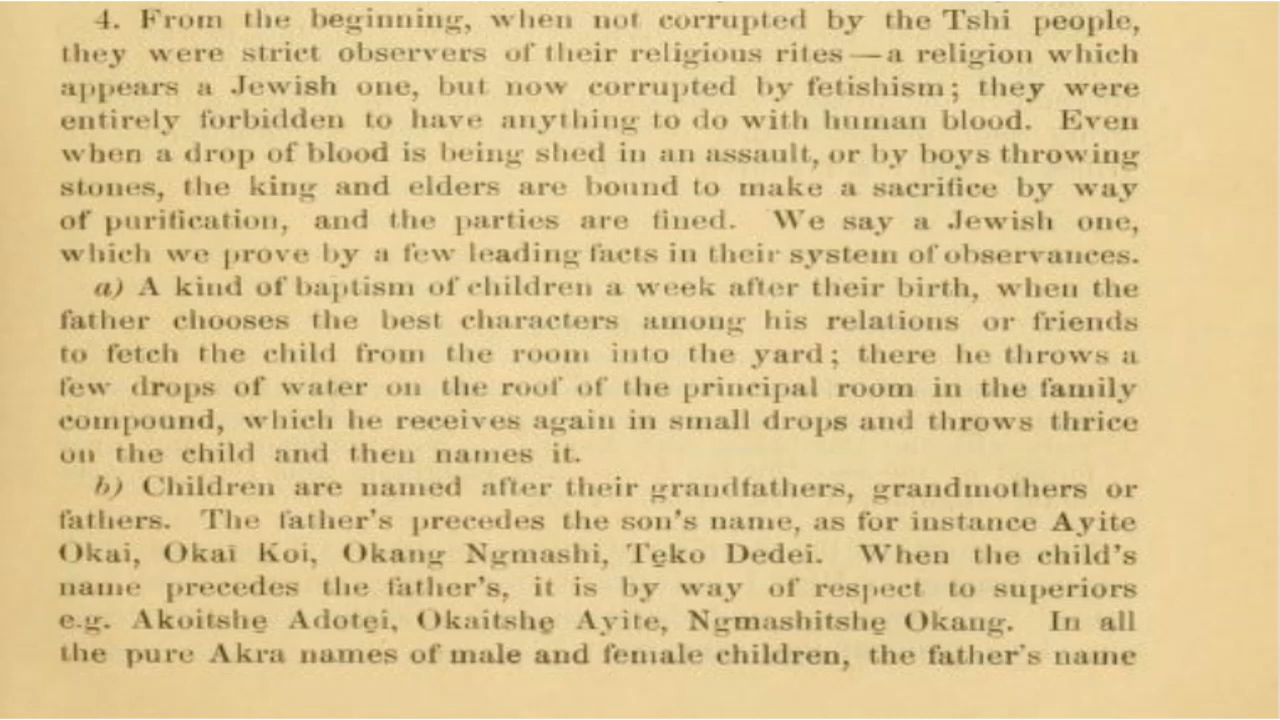 4. From the beginning, when not corrupted by the Tshi people,
they were strict observers of their religious rites — a religion which
appears a Jewish one, but now corrupted by fetishism; they were
entirely forbidden to have anything to do with human blood. Even
when a drop of blood is being shed in an assault, or by boys throwing
stones, the king and elders are bound to make a sacrifice by way
of purification, and the parties are fined. We say a Jewish one,
which we prove by a few leading facts in their system of observances.
a) A kind of baptism of children a week after their birth, when the
father chooses the best characters among his relations or friends
to fetch the child from the room into the yard; there he throws a
few drops of water on the roof of the principal room in the family
compound, which he receives again in small drops and throws thrice
on the child and then names it.
b) Children are named after their grandfathers, grandmothers or
fathers. The father's precedes the son's name, as for instance Ayite
Okai, Okai Koi, Okang Ngmashi, Tẹko Dedei. When the child's
name precedes the father's, it is by way of respect to superiors
e.g. Akoitshẹ Adotẹi, Okaitshẹ Ayite, Ngmashitshẹ Okang. In all
the pure Akra names of male and female children, the father's name